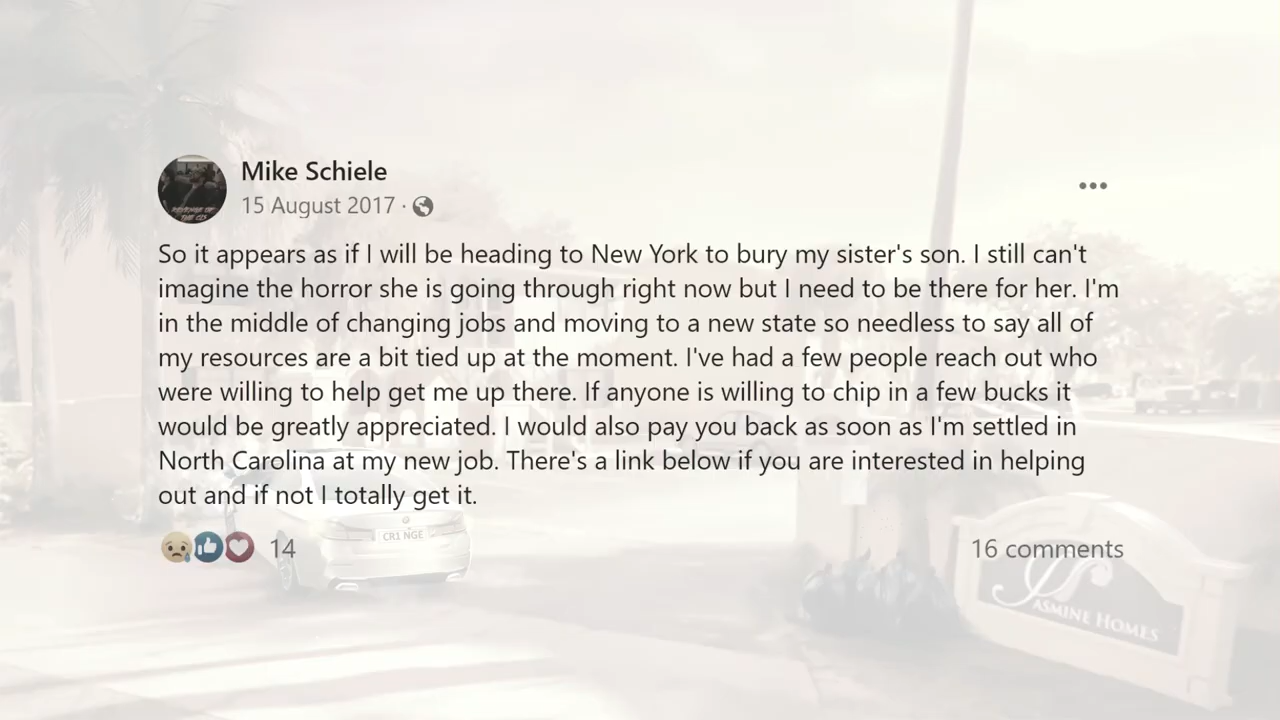 Mike Schiele
15 August 2017 ·
So it appears as if I will be heading to New York to bury my sister's son. I still can't
imagine the horror she is going through right now but I need to be there for her. I'm
in the middle of changing jobs and moving to a new state so needless to say all of
my resources are a bit tied up at the moment. I've had a few people reach out who
were willing to help get me up there. If anyone is willing to chip in a few bucks it
would be greatly appreciated. I would also pay you back as soon as I'm settled in
North Carolina at my new job. There's a link below if you are interested in helping
out and if not I totally get it.
14
16 comments
CR1 NGE
JASMINE HOMES